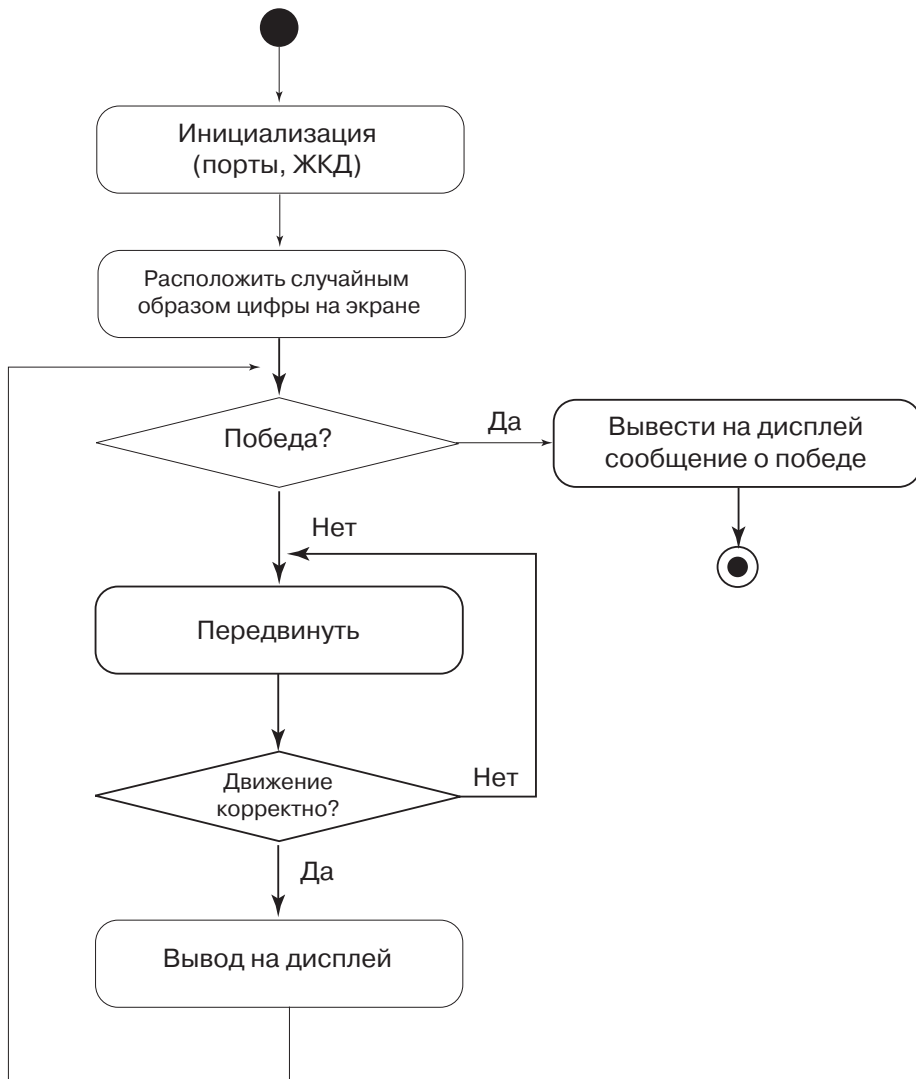 Инициализация
(порты, ЖКД)
Расположить случайным
образом цифры на экране
Победа?
Да
Вывести на дисплей
сообщение о победе
Нет
Передвинуть
Движение
корректно?
Нет
Да
Вывод на дисплей